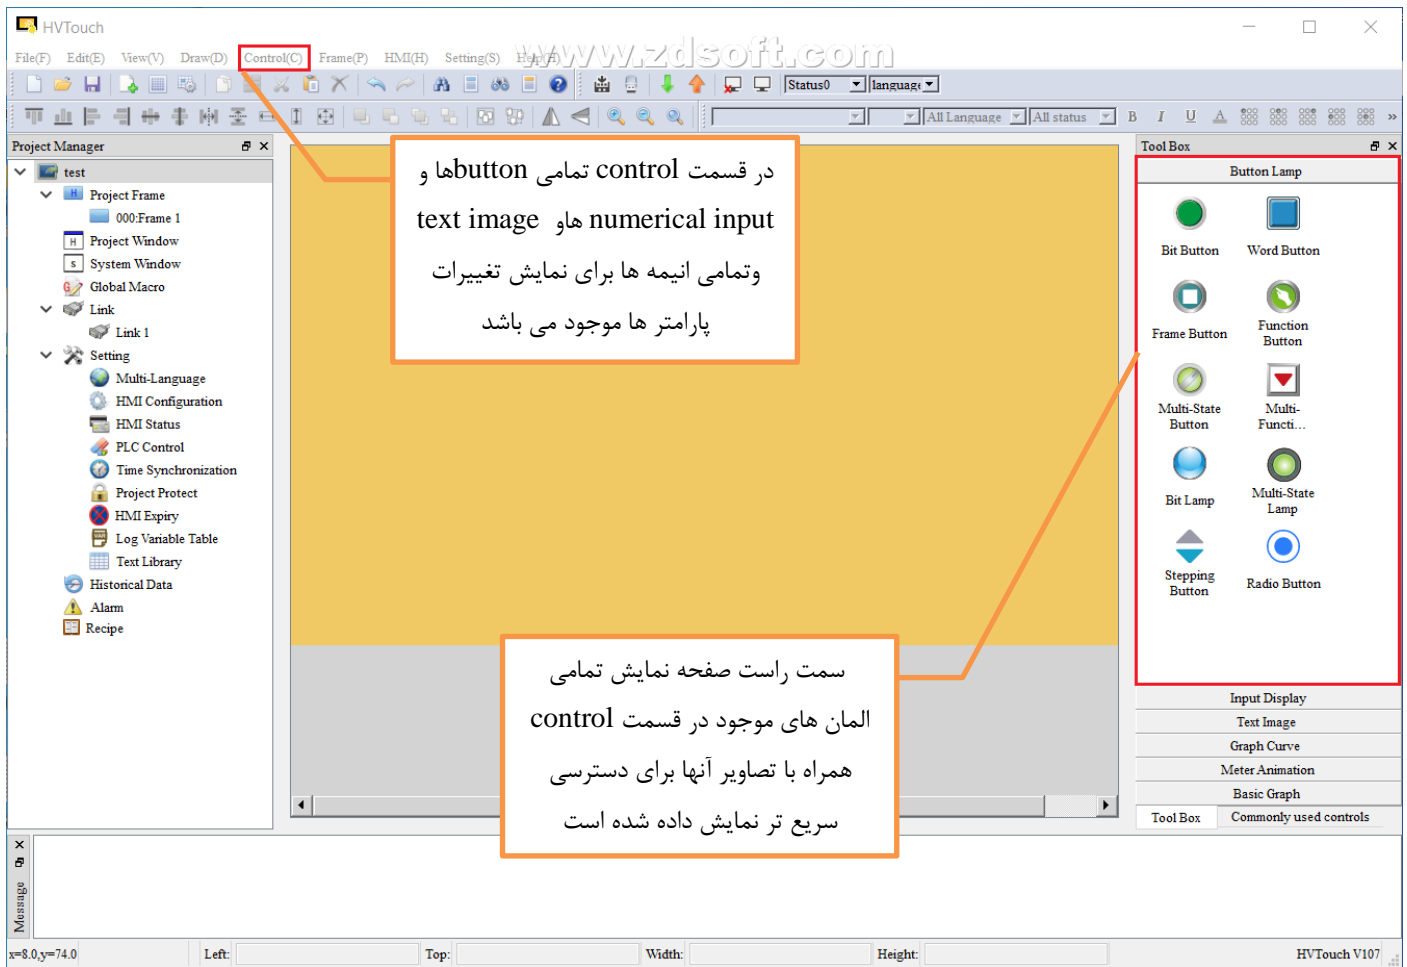 HVTouch
www.zdsoft.com
File(F) Edit(E) View(V) Draw(D) Control(C) Frame(P) HMI(H) Setting(S) Help(H)
Status0 language
All Language All status B I U A
Project Manager
test
Project Frame
000:Frame 1
Project Window
System Window
Global Macro
Link
Link 1
Setting
Multi-Language
HMI Configuration
HMI Status
PLC Control
Time Synchronization
Project Protect
HMI Expiry
Log Variable Table
Text Library
Historical Data
Alarm
Recipe
در قسمت control تمامی buttonها و
numerical input هاو text image
وتمامی انیمه ها برای نمایش تغییرات
پارامتر ها موجود می باشد
سمت راست صفحه نمایش تمامی
المان های موجود در قسمت control
همراه با تصاویر آنها برای دسترسی
سریع تر نمایش داده شده است
Tool Box
Button Lamp
Bit Button Word Button
Frame Button Function
Button
Multi-State Multi-
Button Functi...
Bit Lamp Multi-State
Lamp
Stepping
Button Radio Button
Input Display
Text Image
Graph Curve
Meter Animation
Basic Graph
Tool Box Commonly used controls
Message
x=8.0,y=74.0 Left: Top: Width: Height: HVTouch V107